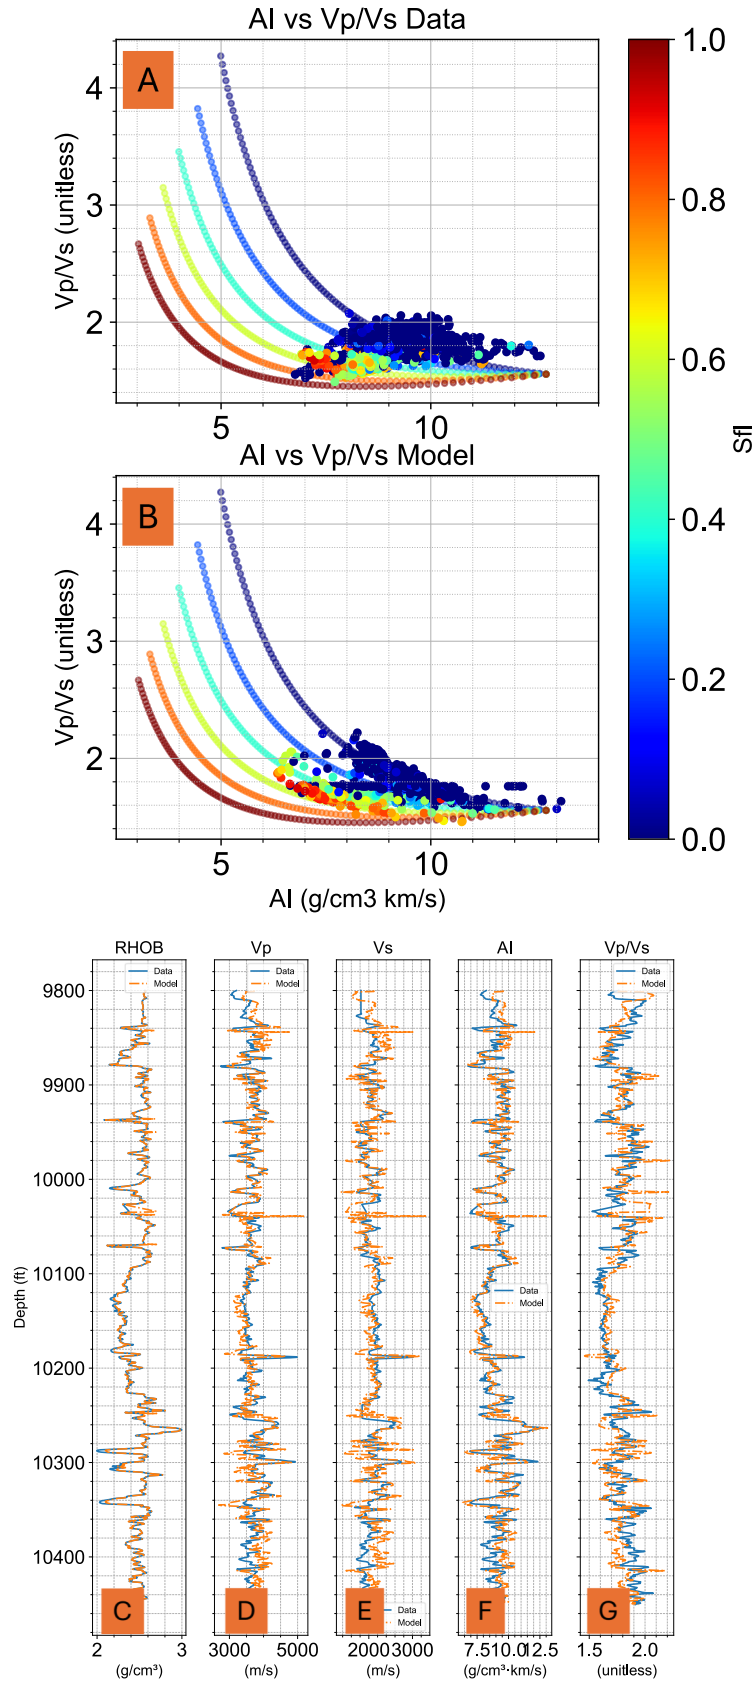 AI vs Vp/Vs Data
A
4
3
2
Vp/Vs (unitless)
5
10
AI vs Vp/Vs Model
B
4
3
2
Vp/Vs (unitless)
5
10
AI (g/cm3 km/s)
1.0
0.8
0.6
0.4
0.2
0.0
Sfl
RHOB
Vp
Vs
AI
Vp/Vs
Data
Model
Data
Model
Data
Model
9800
9900
10000
10100
10200
10300
10400
Depth (ft)
Data
Model
Data
Model
C
D
E
F
G
2
3
3000
5000
2000
3000
7.5
10.0
12.5
1.5
2.0
(g/cm³)
(m/s)
(m/s)
(g/cm³·km/s)
(unitless)